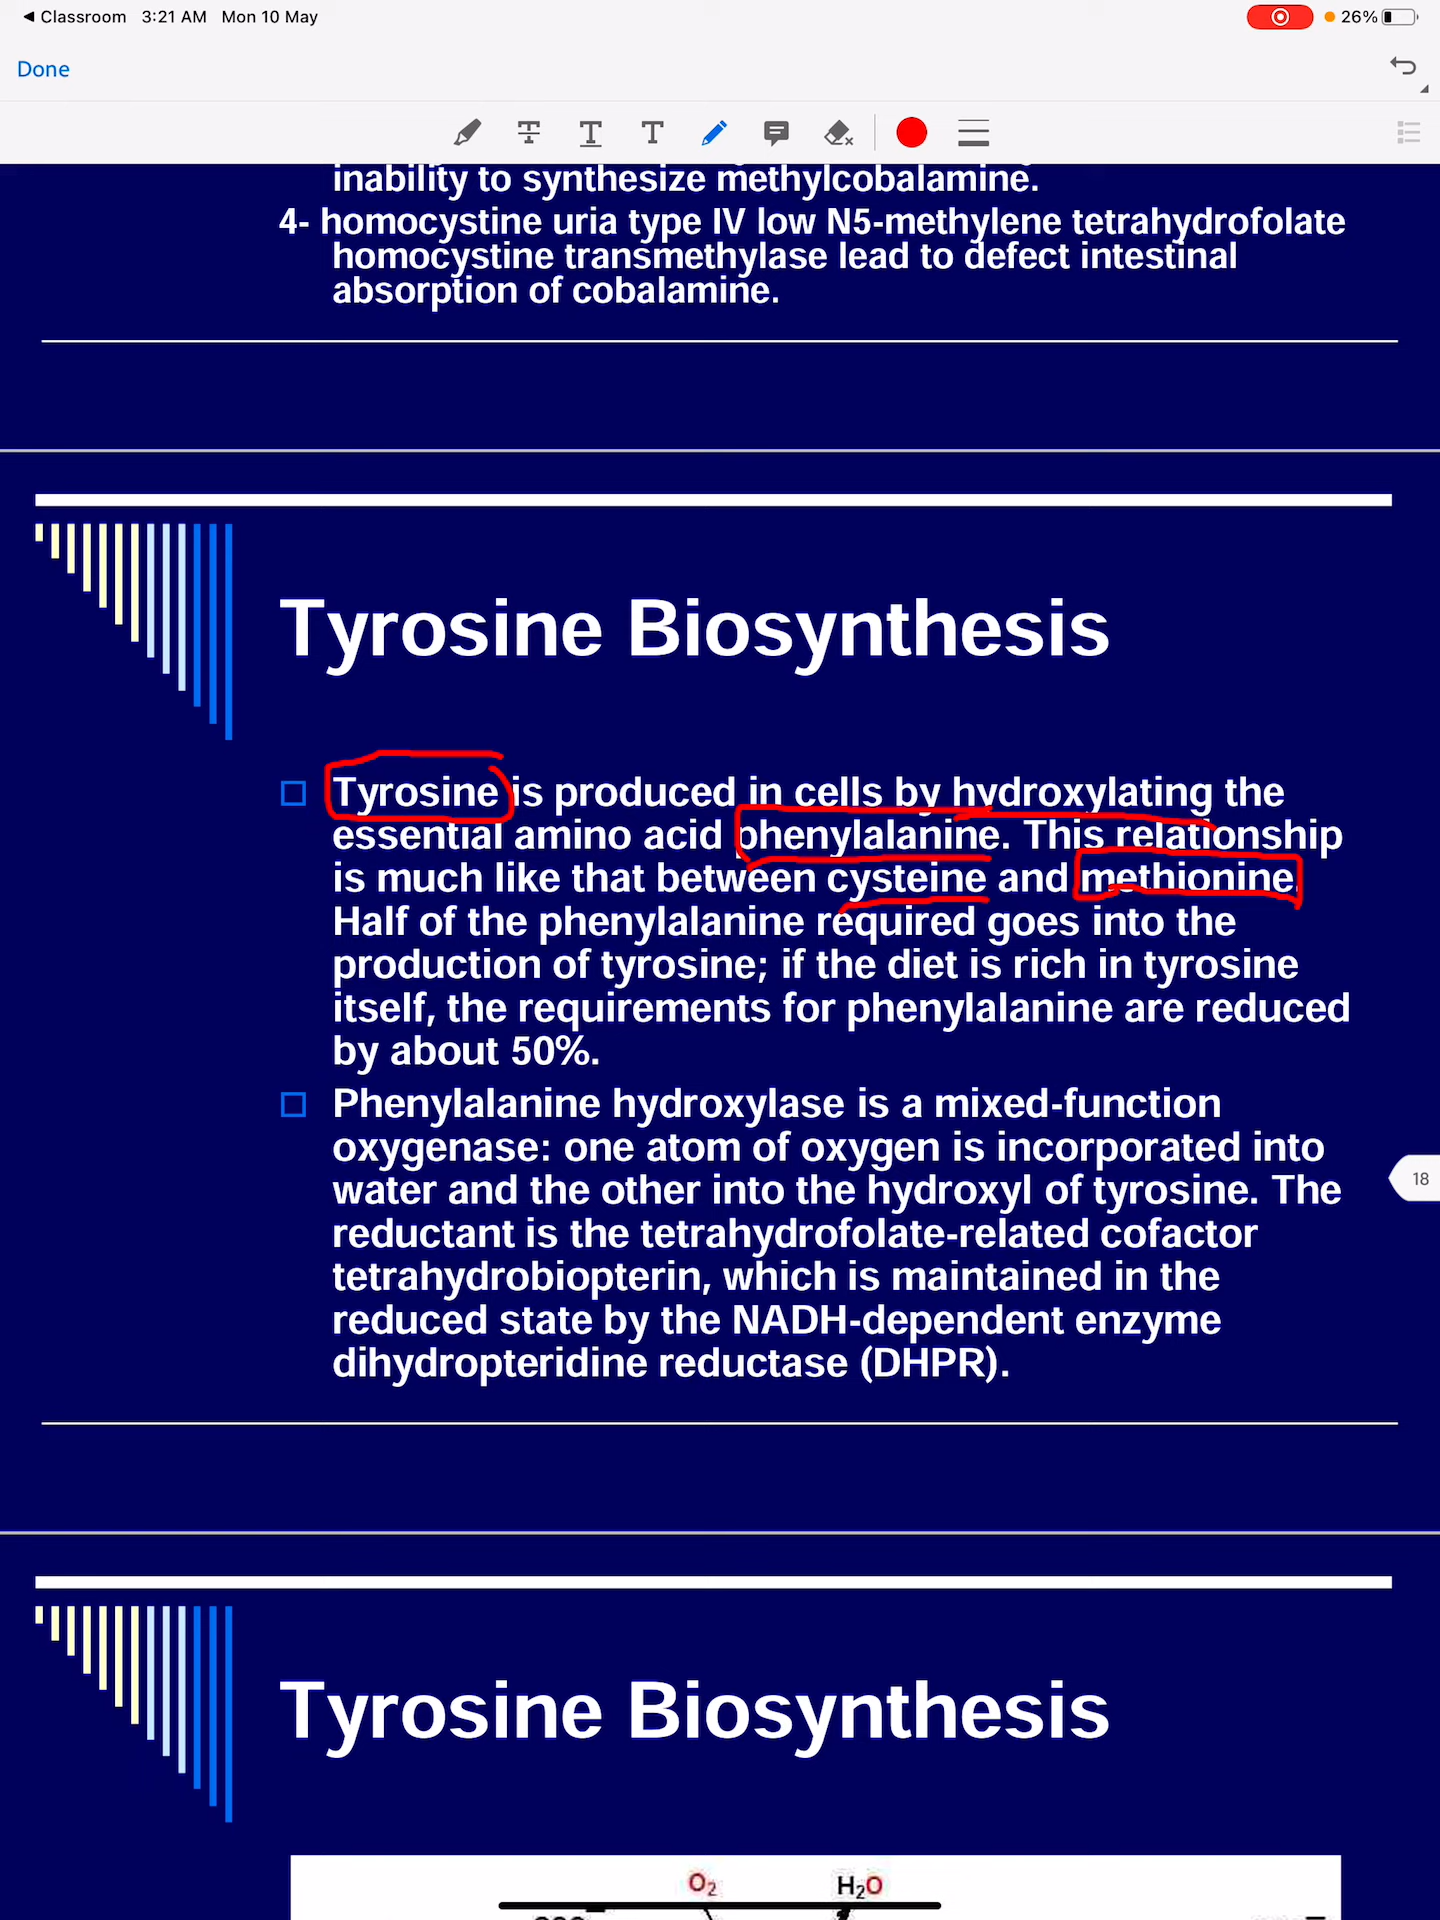 Classroom 3:21 AM Mon 10 May
26%
Done
T T T
inability to synthesize methylcobalamine.
4- homocystine uria type IV low N5-methylene tetrahydrofolate
homocystine transmethylase lead to defect intestinal
absorption of cobalamine.
Tyrosine Biosynthesis
Tyrosine is produced in cells by hydroxylating the
essential amino acid phenylalanine. This relationship
is much like that between cysteine and methionine.
Half of the phenylalanine required goes into the
production of tyrosine; if the diet is rich in tyrosine
itself, the requirements for phenylalanine are reduced
by about 50%.
Phenylalanine hydroxylase is a mixed-function
oxygenase: one atom of oxygen is incorporated into
water and the other into the hydroxyl of tyrosine. The
reductant is the tetrahydrofolate-related cofactor
tetrahydrobiopterin, which is maintained in the
reduced state by the NADH-dependent enzyme
dihydropteridine reductase (DHPR).
18
Tyrosine Biosynthesis
O₂ H₂O